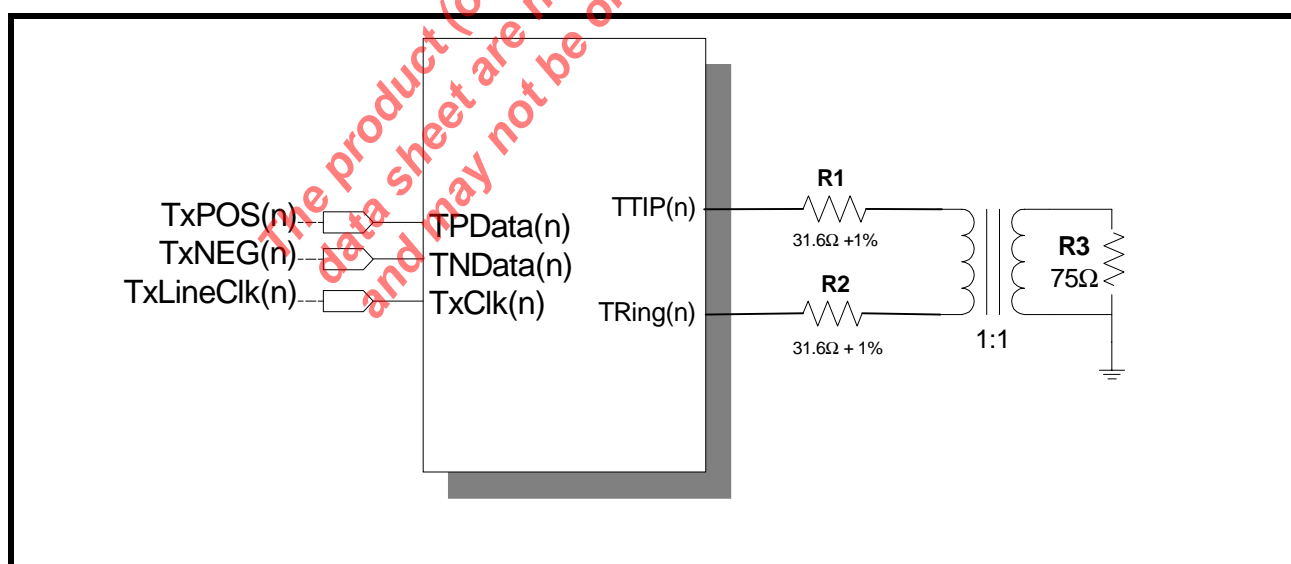 The product (o
data sheet are n
and may not be o
TxPOS(n)
TxNEG(n)
TxLineClk(n)
TPData(n)
TNData(n)
TxClk(n)
TTIP(n)
TRing(n)
R1
31.6Ω +1%
R2
31.6Ω + 1%
1:1
R3
75Ω